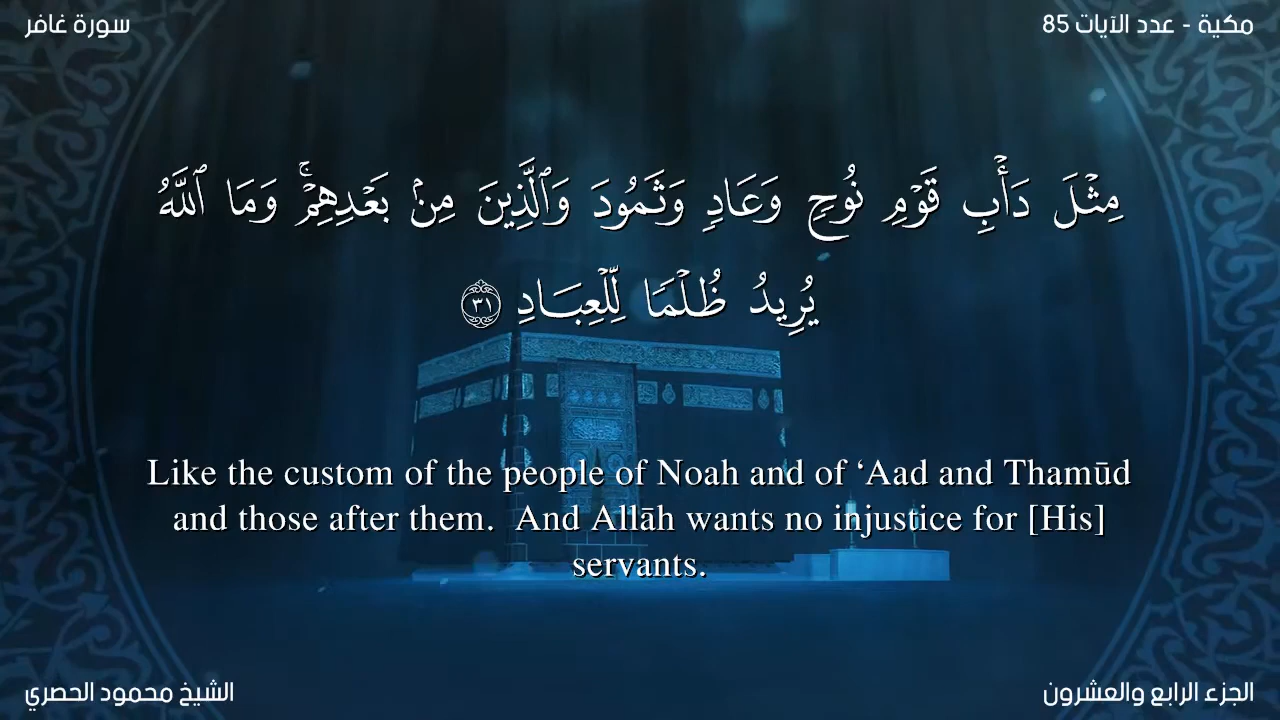 سورة غافر
مكية - عدد الآيات 85
مِثْلَ دَأْبِ قَوْمِ نُوحٍ وَعَادٍ وَثَمُودَ وَٱلَّذِينَ مِنۢ بَعْدِهِمْ ۚ وَمَا ٱللَّهُ
يُرِيدُ ظُلْمًا لِّلْعِبَادِ ٣١
Like the custom of the people of Noah and of ‘Aad and Thamūd
and those after them.  And Allāh wants no injustice for [His]
servants.
الشيخ محمود الحصري
الجزء الرابع والعشرون